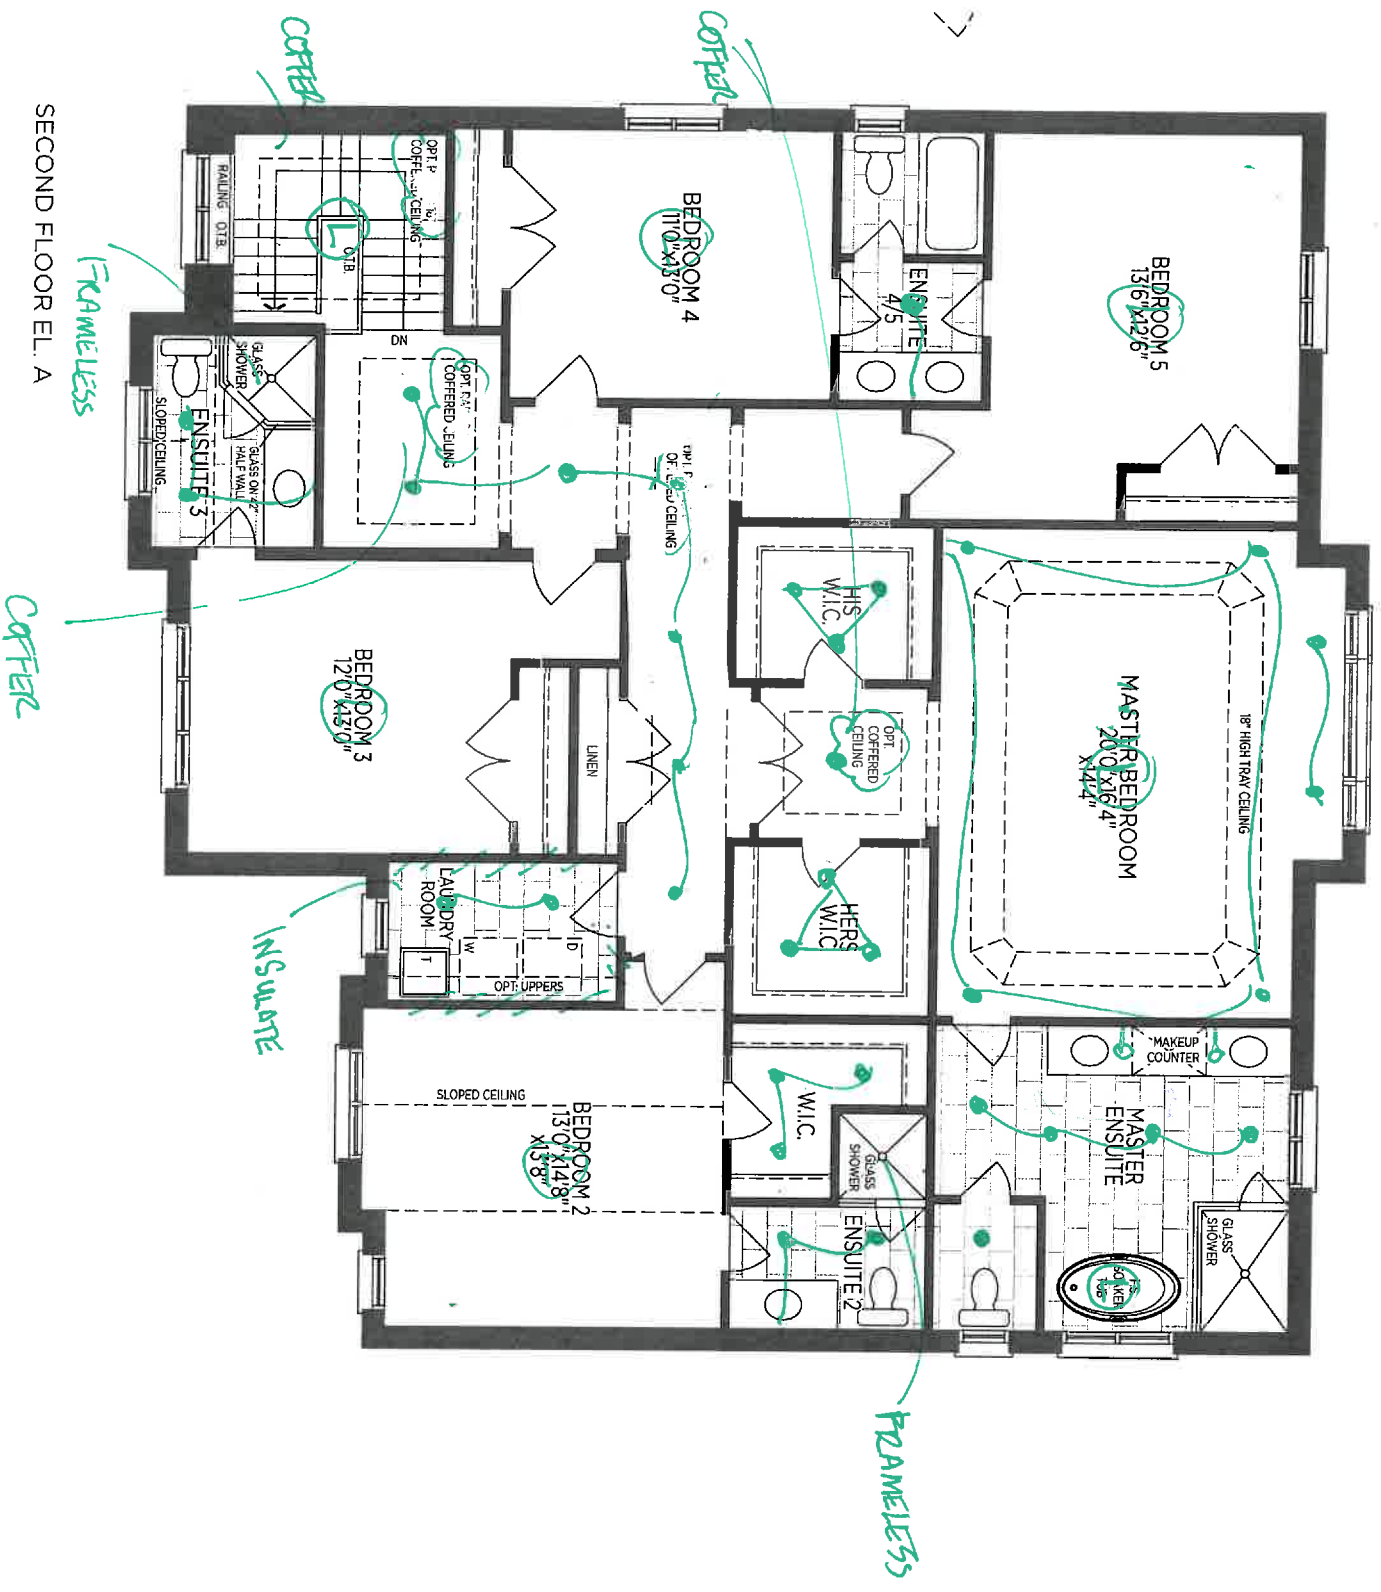 COFFER
COFFER
BEDROOM 5
13'6"x12'6"
18" HIGH TRAY CEILING
MASTER BEDROOM
20'0"x16'4"
x14'4"
MAKEUP
COUNTER
MASTER
ENSUITE
GLASS
SHOWER
F.S.
SOAKER
TUB
ENSUITE
4/5
HIS
W.I.C.
OPT.
COFFERED
CEILING
HERS
W.I.C.
W.I.C.
GLASS
SHOWER
ENSUITE 2
FRAMELESS
BEDROOM 4
11'0"x13'0"
CEILING
LINEN
OPT. UPPERS
D
W
T
LAUNDRY
ROOM
BEDROOM 2
13'0"x14'8"
x13'8"
SLOPED CEILING
INSULATE
OPT.
CEILING
L
O.T.B.
RAILING O.T.B.
DN
OPT.
COFFERED CEILING
GLASS
SHOWER
GLASS ON 42"
HALF WALL
ENSUITE 3
SLOPED CEILING
BEDROOM 3
12'0"x13'0"
FRAMELESS
COFFER
SECOND FLOOR EL. A